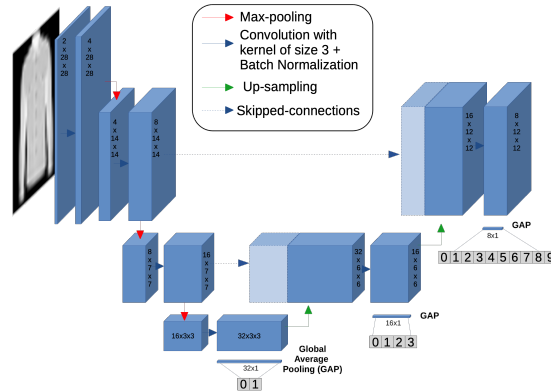 Max-pooling
Convolution with
kernel of size 3 +
Batch Normalization
Up-sampling
Skipped-connections
2 x 28 x 28
4 x 28 x 28
4 x 14 x 14
8 x 14 x 14
16 x 12 x 12
8 x 12 x 12
GAP
8x1
0 1 2 3 4 5 6 7 8 9
8 x 7 x 7
16 x 7 x 7
32 x 6 x 6
16 x 6 x 6
16x3x3
32x3x3
GAP
16x1
0 1 2 3
Global
Average
Pooling (GAP)
32x1
0 1